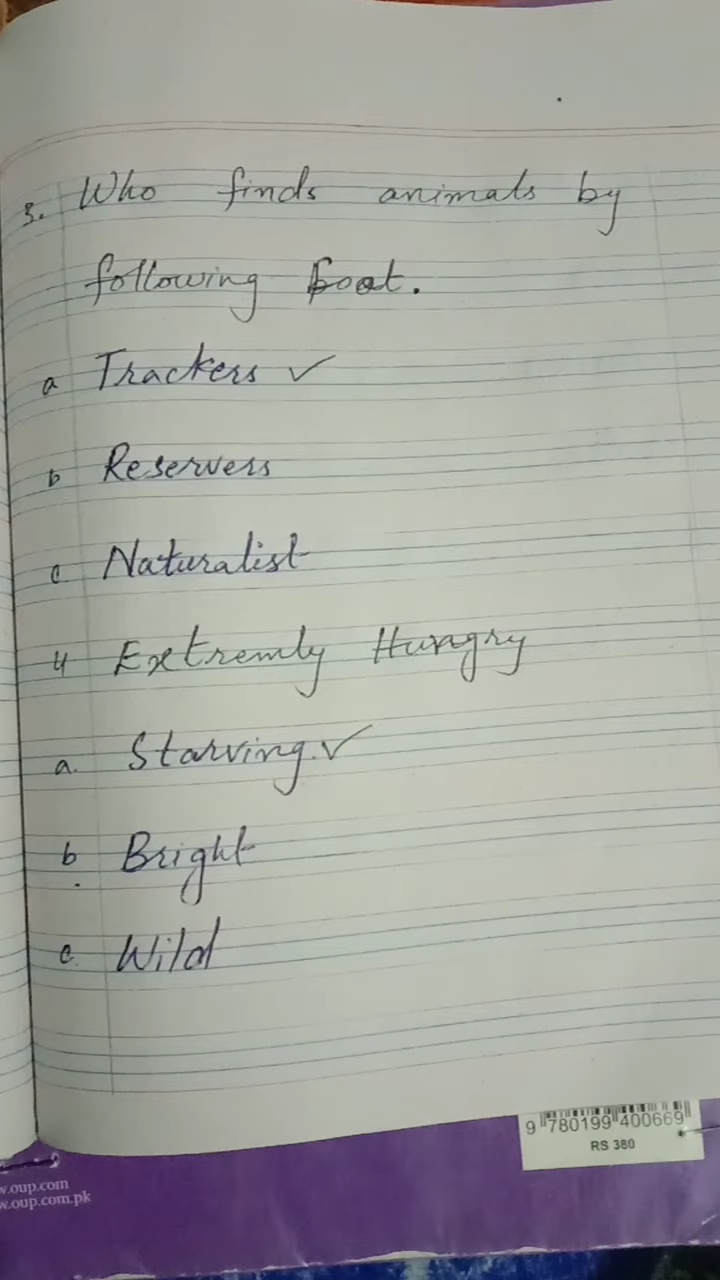 3. Who finds animals by
following foot.
a Trackers ✓
b Reservers
c Naturalist
4 Extremly Hungry
a. Starving. ✓
b. Bright
c. Wild
9 780199 400669
RS 380
w.oup.com
w.oup.com.pk